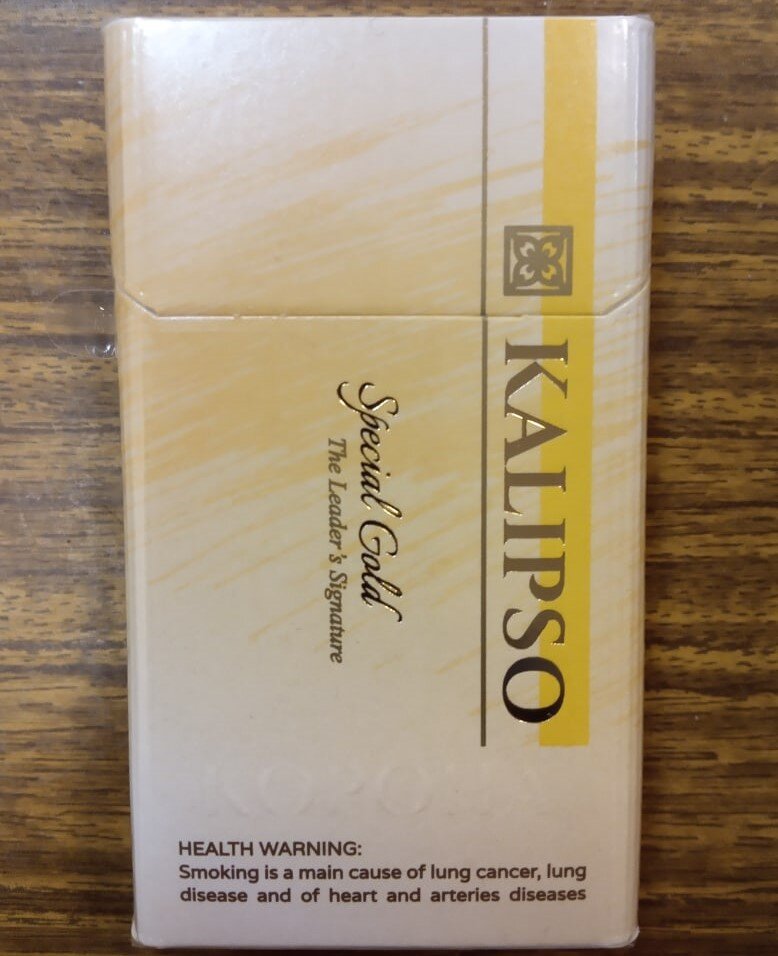 KALIPSO
Special Gold
The Leader's Signature
HEALTH WARNING:
Smoking is a main cause of lung cancer, lung
disease and of heart and arteries diseases